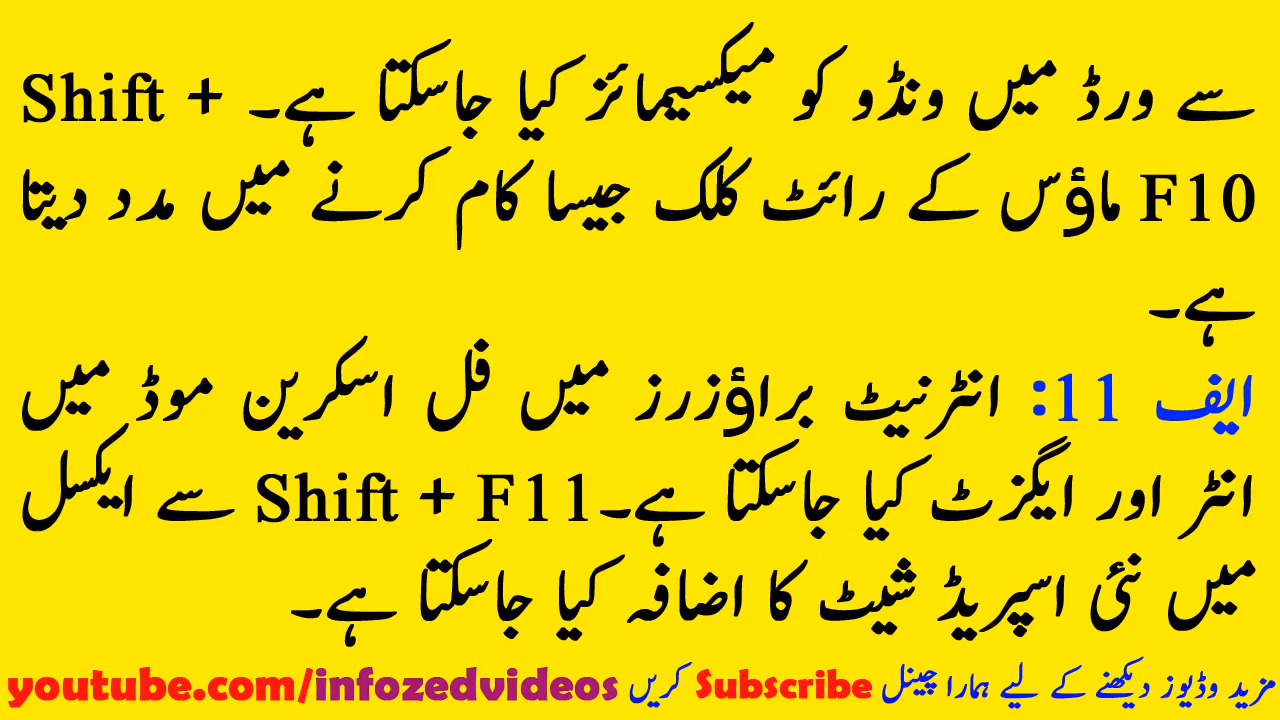 سے ورڈ میں ونڈو کو میکسیمائز کیا جاسکتا ہے۔ Shift +
F10 ماؤس کے رائٹ کلک جیسا کام کرنے میں مدد دیتا
ہے۔
ایف 11: انٹرنیٹ براؤزرز میں فل اسکرین موڈ میں
انٹر اور ایگزٹ کیا جاسکتا ہے۔Shift + F11 سے ایکسل
میں نئی اسپریڈ شیٹ کا اضافہ کیا جاسکتا ہے۔
مزید وڈیوز دیکھنے کے لیے ہمارا چینل Subscribe کریں youtube.com/infozedvideos